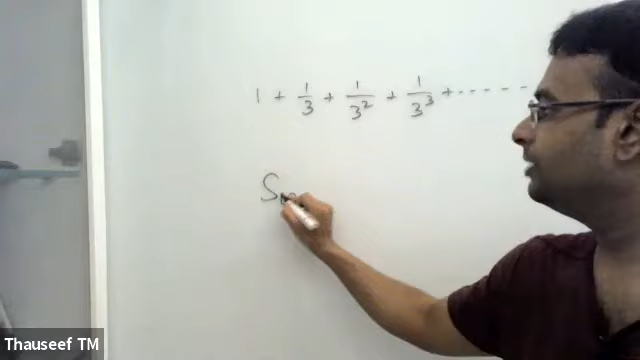 1 + 1/3 + 1/3² + 1/3³ + ------
S∞
Thauseef TM